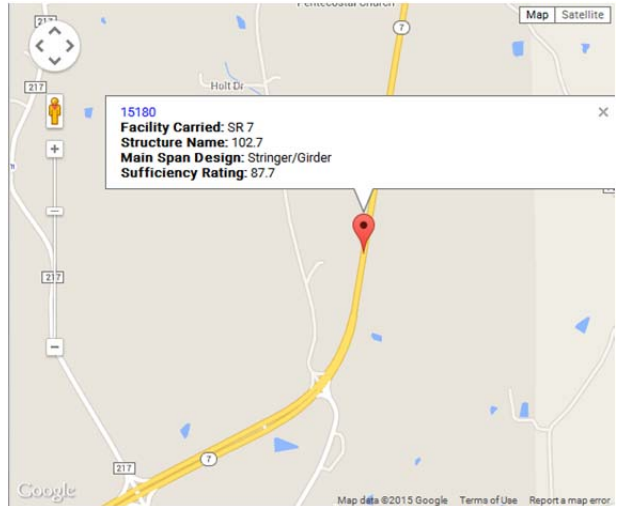 Pentecostal Church
217
7
Map Satellite
217
Holt Dr
15180
Facility Carried: SR 7
Structure Name: 102.7
Main Span Design: Stringer/Girder
Sufficiency Rating: 87.7
217
7
217
Google
Map data ©2015 Google Terms of Use Report a map error